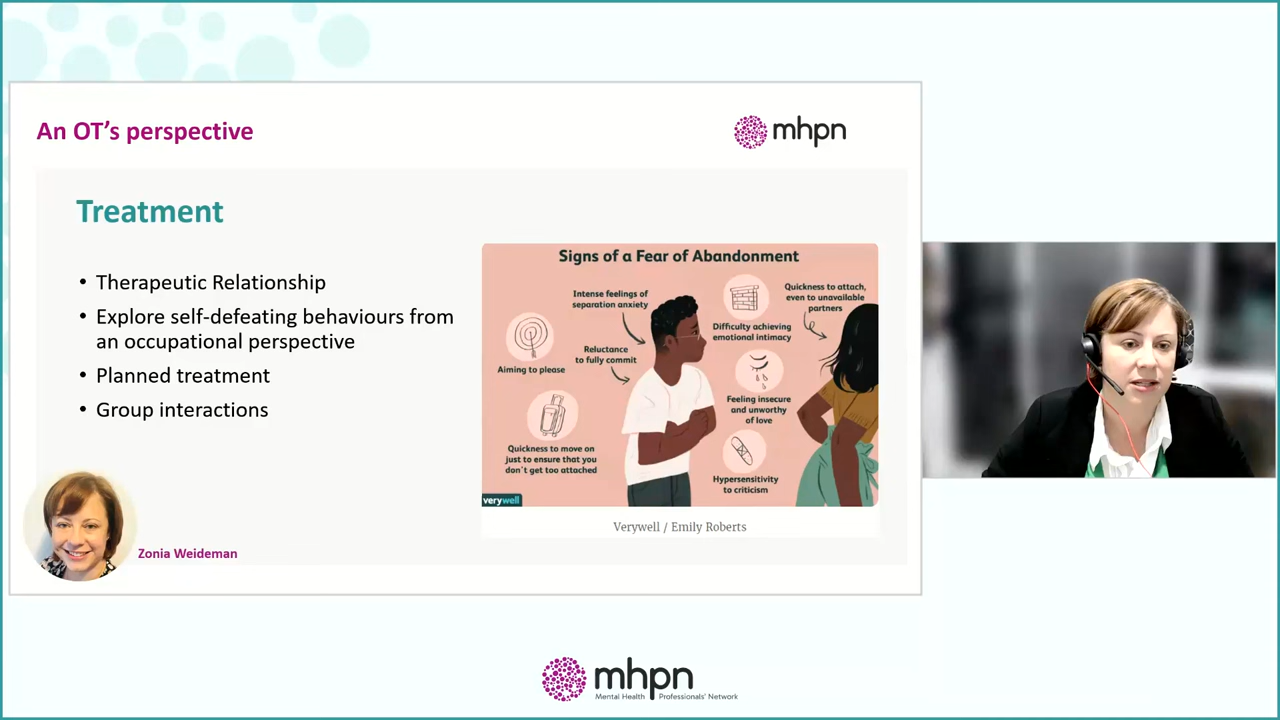 An OT's perspective
mhpn
Treatment
• Therapeutic Relationship
• Explore self-defeating behaviours from
an occupational perspective
• Planned treatment
• Group interactions
Signs of a Fear of Abandonment
Intense feelings of
separation anxiety
Quickness to attach,
even to unavailable
partners
Difficulty achieving
emotional intimacy
Reluctance
to fully commit
Aiming to please
Feeling insecure
and unworthy
of love
Quickness to move on
just to ensure that you
don't get too attached
Hypersensitivity
to criticism
verywell
Verywell / Emily Roberts
Zonia Weideman
mhpn
Mental Health Professionals' Network